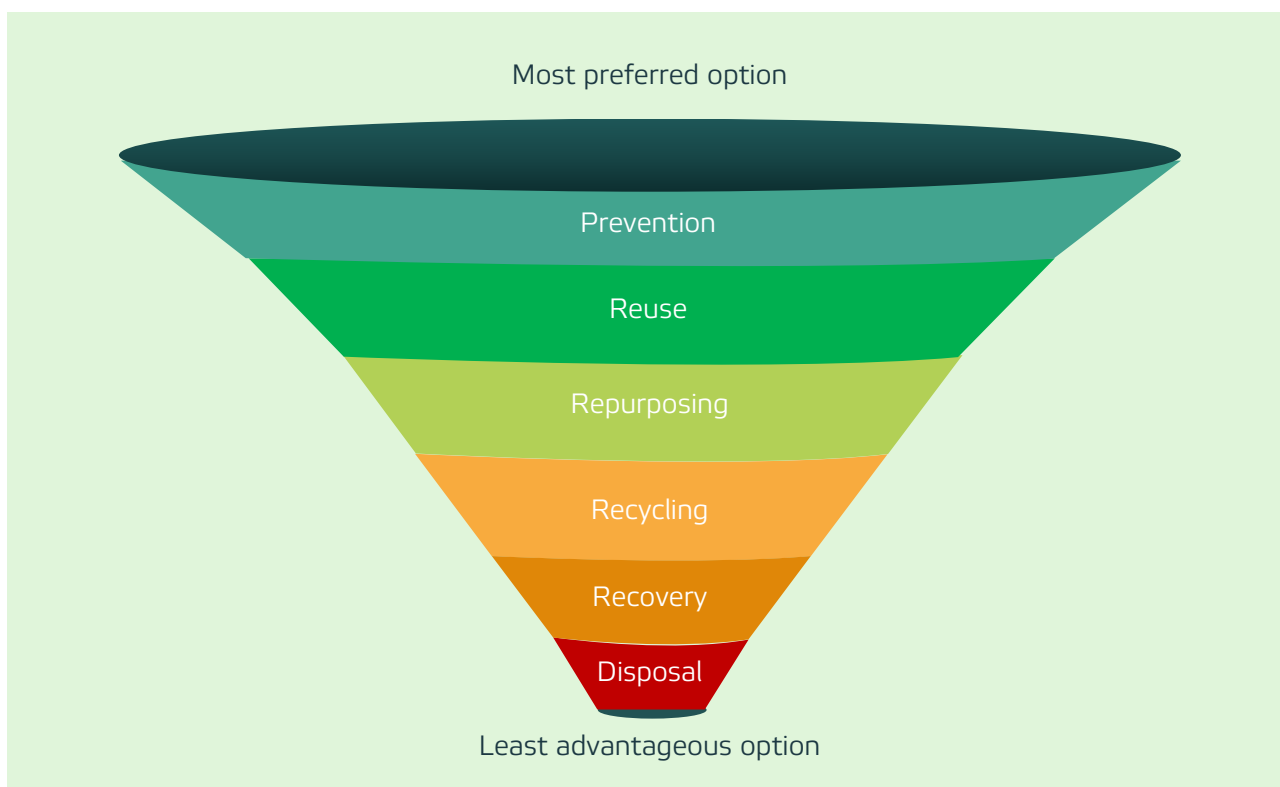 Most preferred option
Prevention
Reuse
Repurposing
Recycling
Recovery
Disposal
Least advantageous option